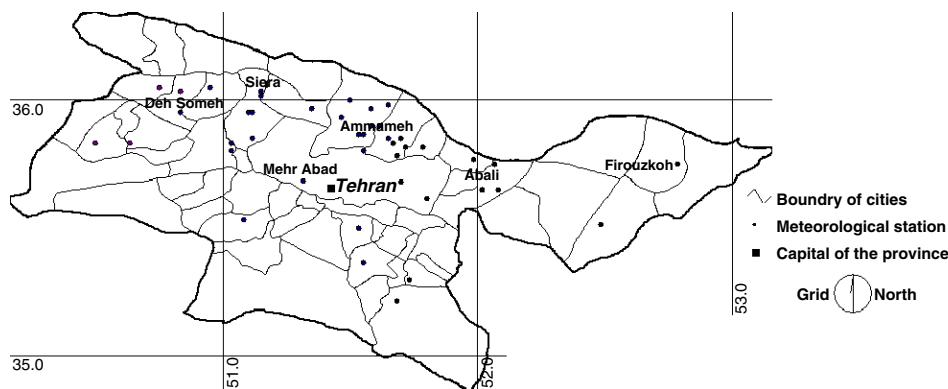 Siera
36.0
Deh Someh
Ammameh
Mehr Abad
Abali
Firouzkoh
Tehran
Boundry of cities
Meteorological station
Capital of the province
Grid North
35.0
51.0
52.0
53.0